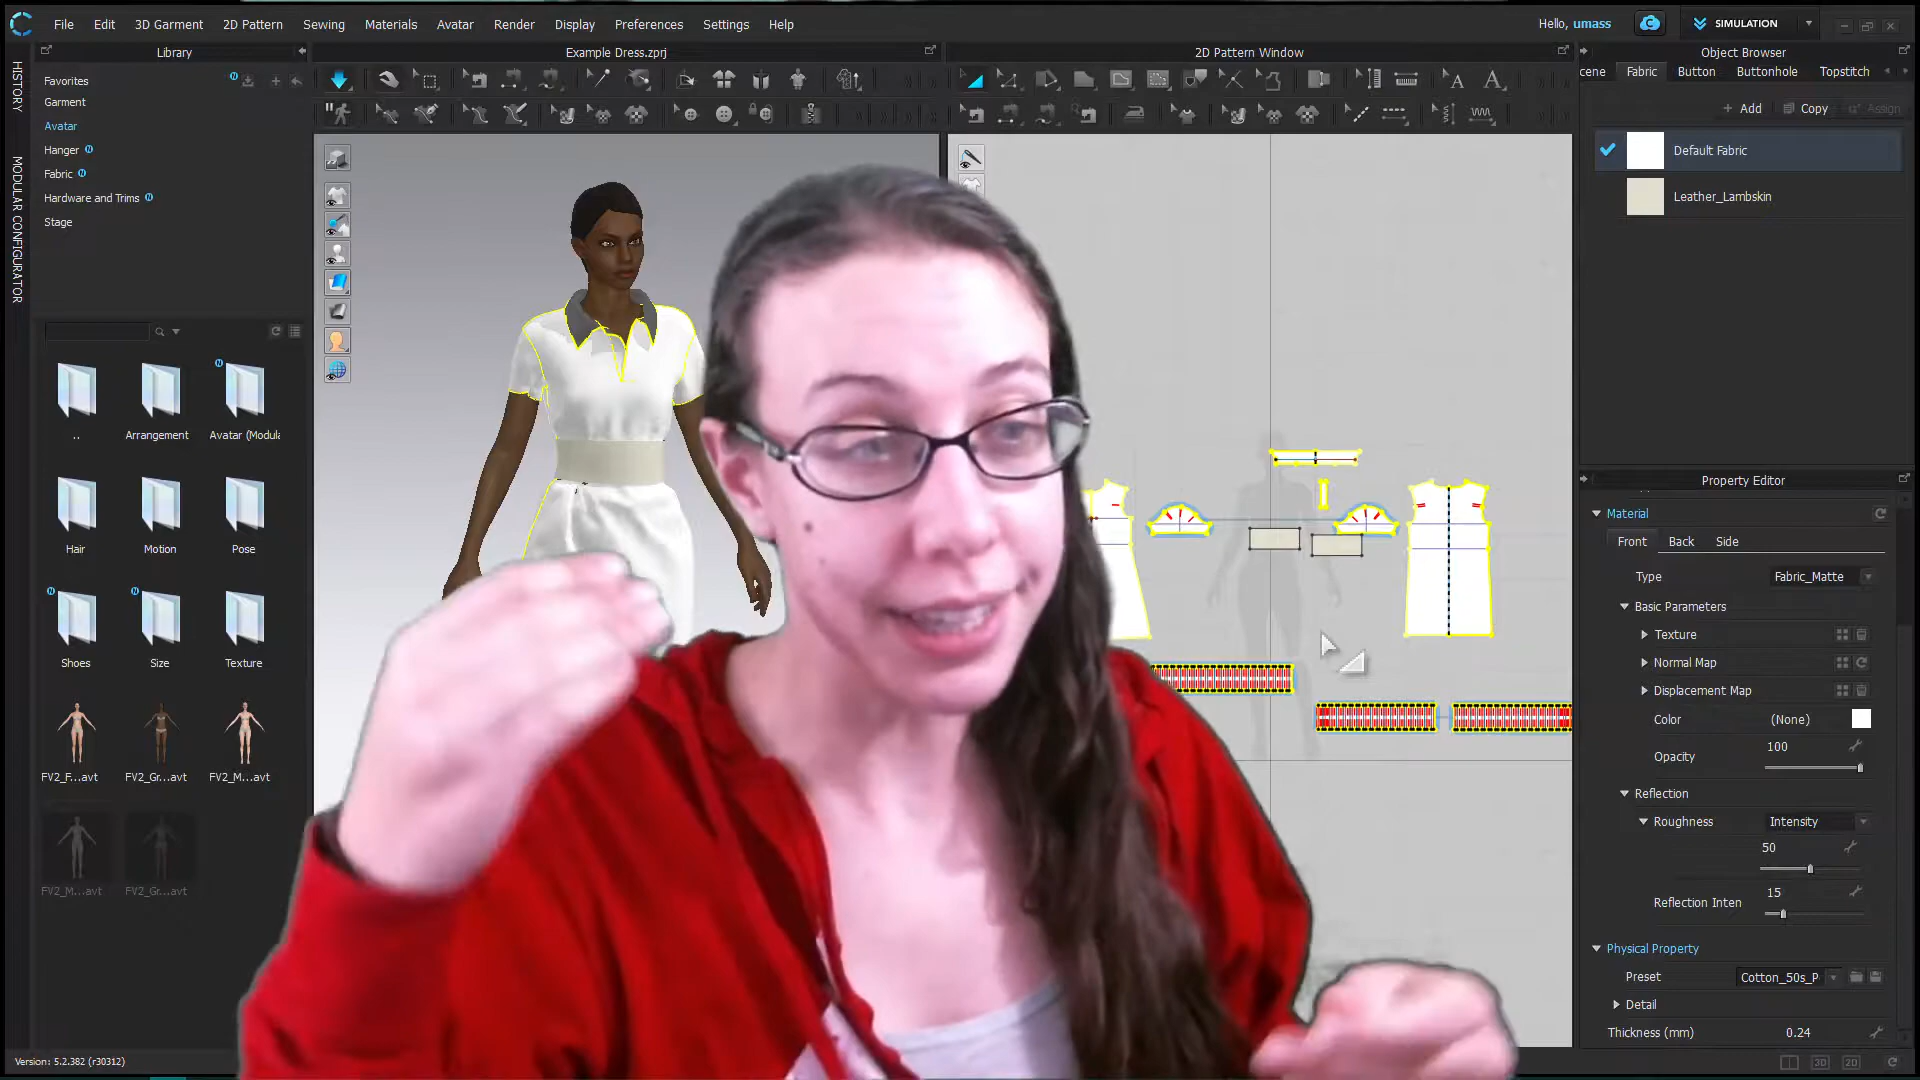 File Edit 3D Garment 2D Pattern Sewing Materials Avatar Render Display Preferences Settings Help
Hello, umass
SIMULATION
Library
Example Dress.zprj
2D Pattern Window
Object Browser
HISTORY
MODULAR CONFIGURATOR
Favorites
Garment
Avatar
Hanger
Fabric
Hardware and Trims
Stage
cene Fabric Button Buttonhole Topstitch
+ Add Copy Assign
Default Fabric
Leather_Lambskin
..
Arrangement
Avatar (Modula
Hair
Motion
Pose
Shoes
Size
Texture
FV2_F...avt
FV2_Gr...avt
FV2_M...avt
FV2_M...avt
FV2_Gr...avt
Property Editor
Material
Front Back Side
Type Fabric_Matte
Basic Parameters
Texture
Normal Map
Displacement Map
Color (None)
Opacity 100
Reflection
Roughness Intensity
50
Reflection Inten 15
Physical Property
Preset Cotton_50s_P
Detail
Thickness (mm) 0.24
Version: 5.2.382 (r30312)
3D 2D